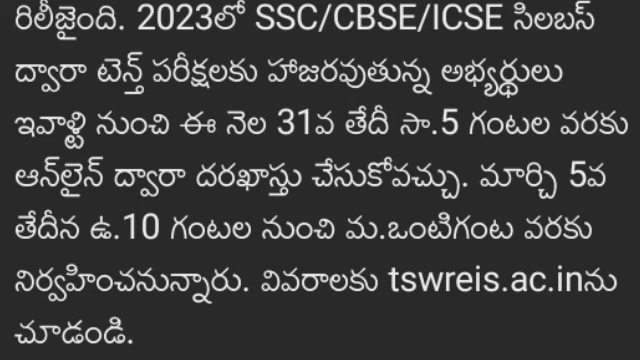 రిలీజైంది. 2023లో SSC/CBSE/ICSE సిలబస్
ద్వారా టెన్త్ పరీక్షలకు హాజరవుతున్న అభ్యర్థులు
ఇవాళ్టి నుంచి ఈ నెల 31వ తేదీ సా.5 గంటల వరకు
ఆన్‌లైన్ ద్వారా దరఖాస్తు చేసుకోవచ్చు. మార్చి 5వ
తేదీన ఉ.10 గంటల నుంచి మ.ఒంటిగంట వరకు
నిర్వహించనున్నారు. వివరాలకు tswreis.ac.inను
చూడండి.